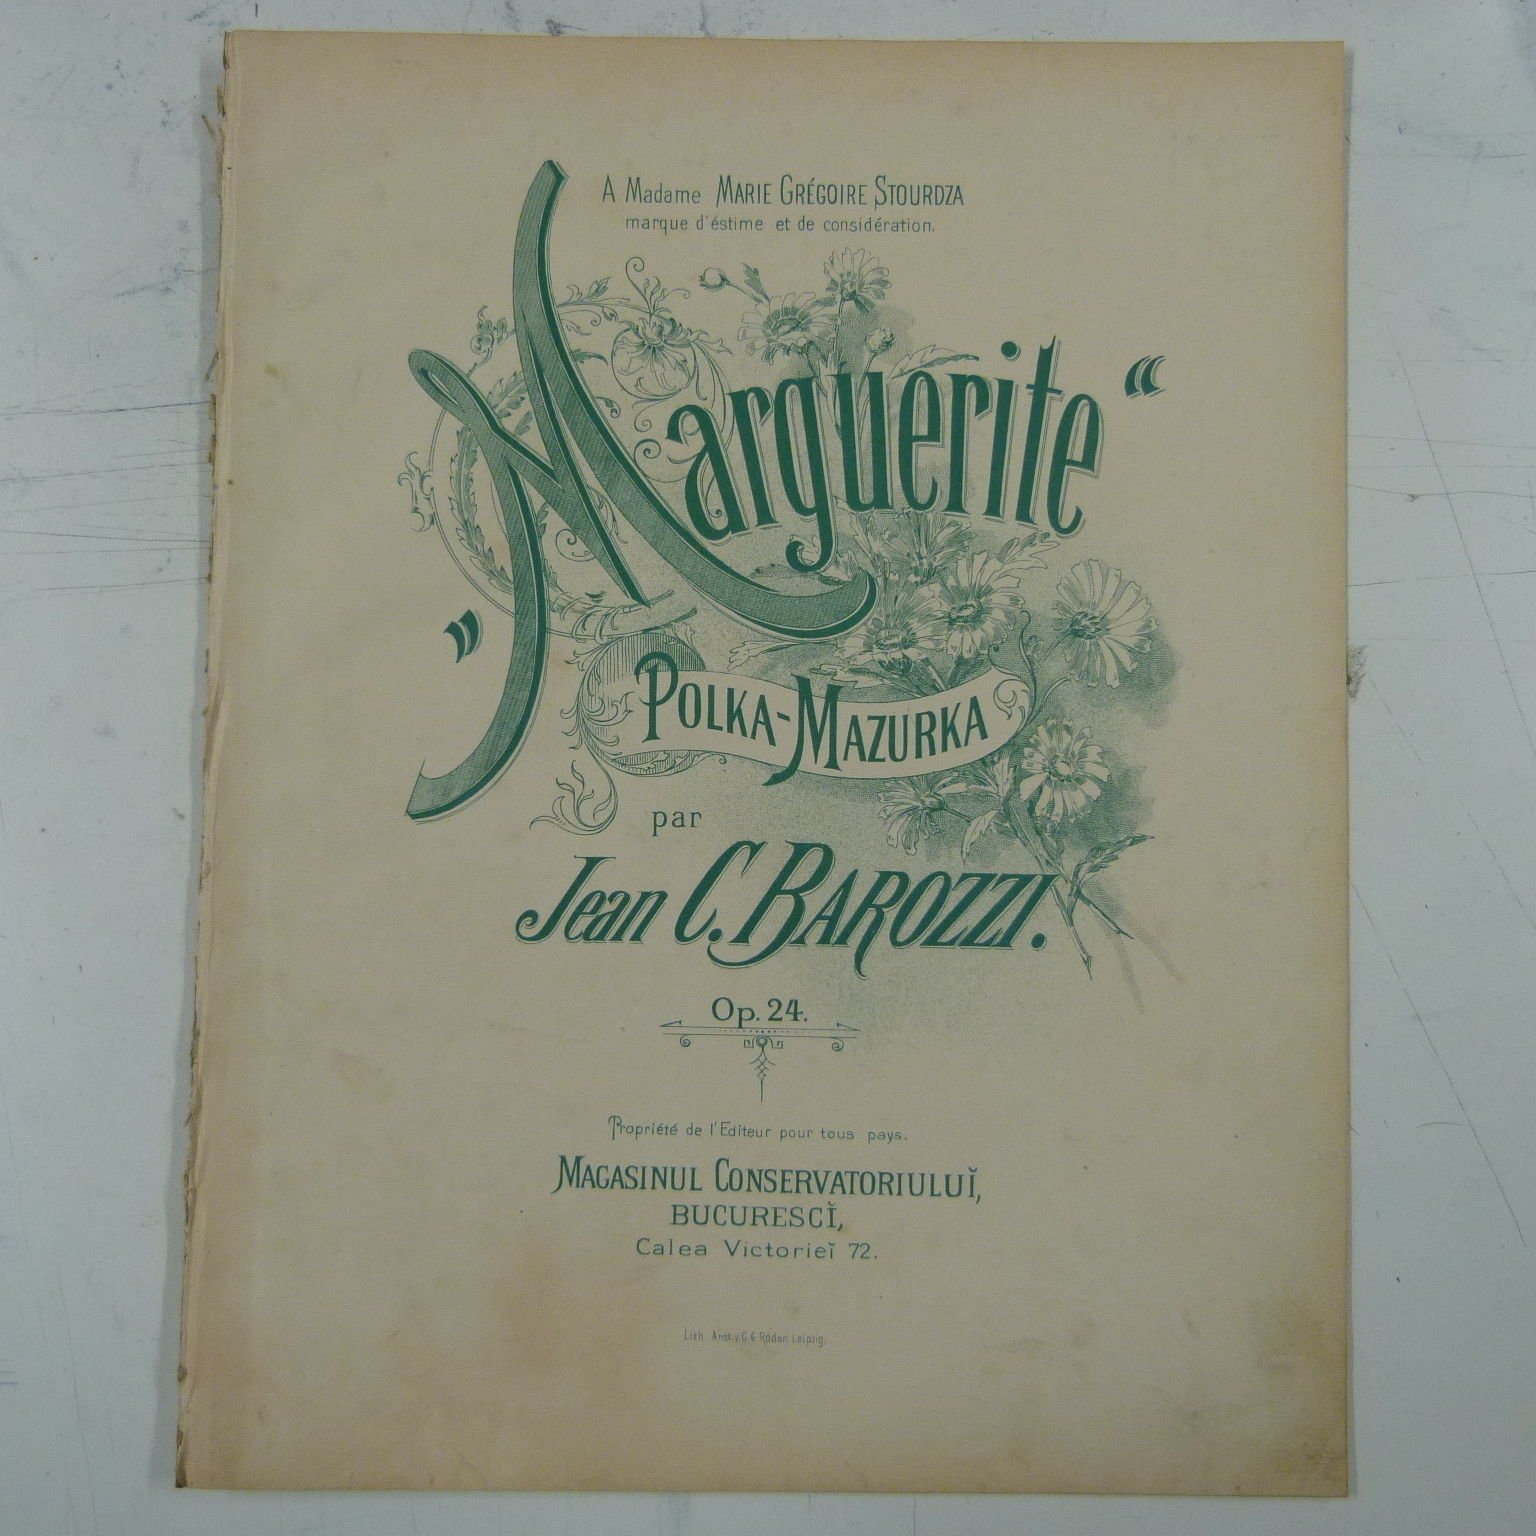 A Madame MARIE GRÉGOIRE STOURDZA
marque d'éstime et de considération.
„Marguerite“
POLKA-MAZURKA
par
Jean C. BAROZZI.
Op. 24.
Propriété de l'Editeur pour tous pays.
MAGASINUL CONSERVATORIULUĬ,
BUCURESCĬ,
Calea Victorieĭ 72.
Lith. Anst. v. C. G. Röder, Leipzig.